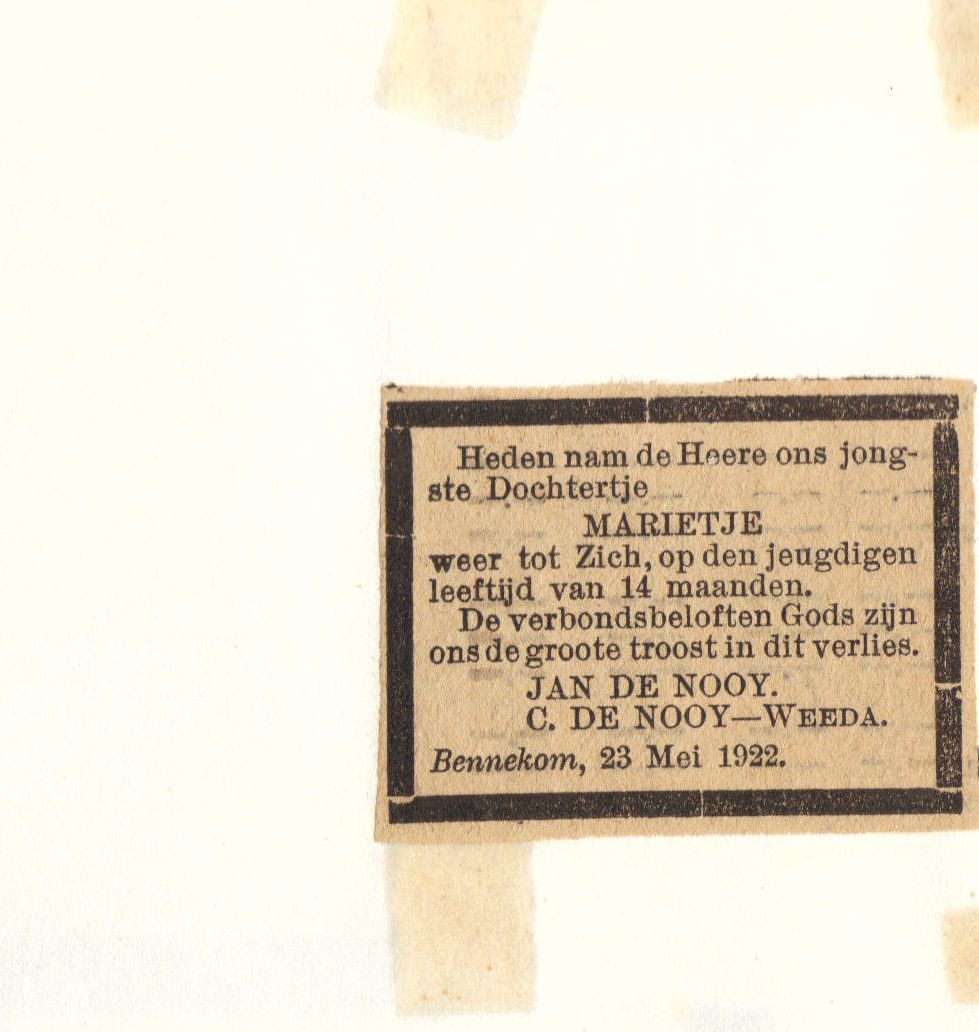 Heden nam de Heere ons jong-
ste Dochtertje
MARIETJE
weer tot Zich, op den jeugdigen
leeftijd van 14 maanden.
De verbondsbeloften Gods zijn
ons de groote troost in dit verlies.
JAN DE NOOY.
C. DE NOOY—WEEDA.
Bennekom, 23 Mei 1922.